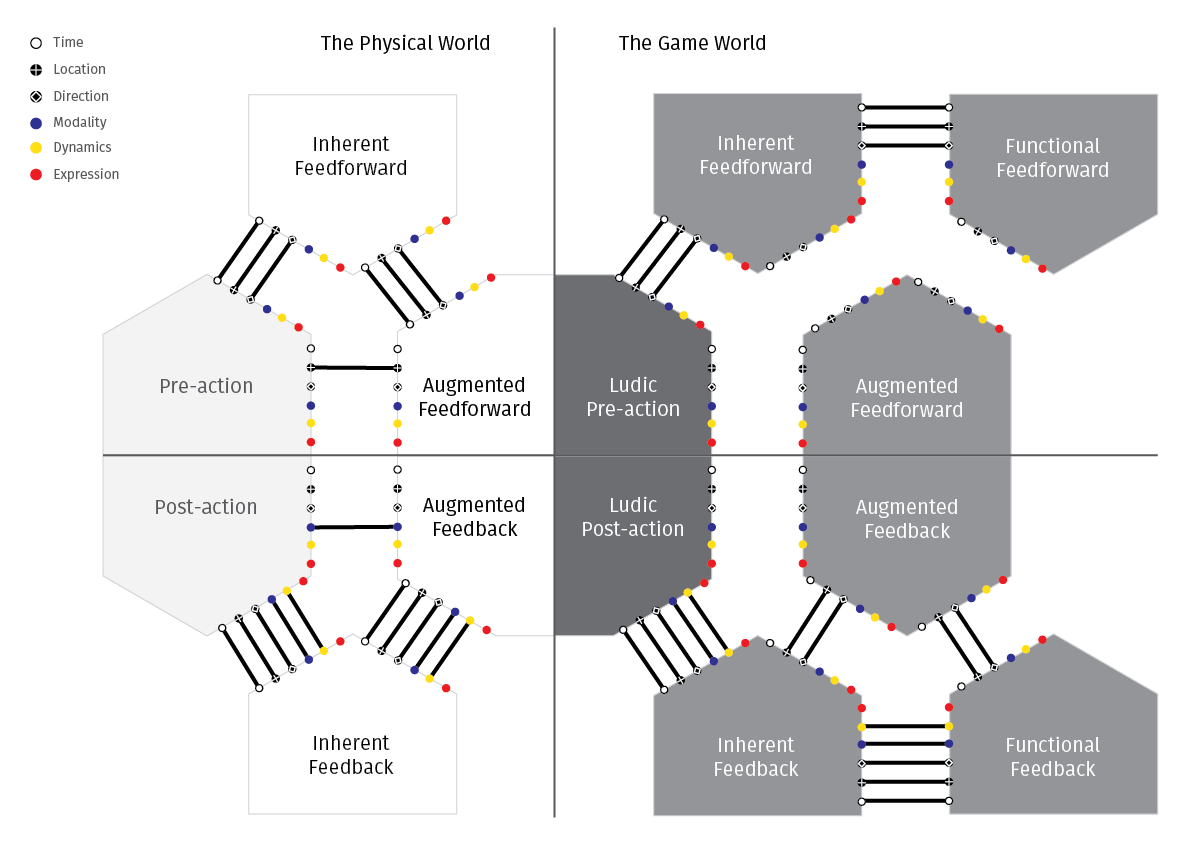 The Physical World
The Game World
Time
Location
Direction
Modality
Dynamics
Expression
Inherent
Feedforward
Inherent
Feedforward
Functional
Feedforward
Pre-action
Augmented
Feedforward
Ludic
Pre-action
Augmented
Feedforward
Post-action
Augmented
Feedback
Ludic
Post-action
Augmented
Feedback
Inherent
Feedback
Inherent
Feedback
Functional
Feedback